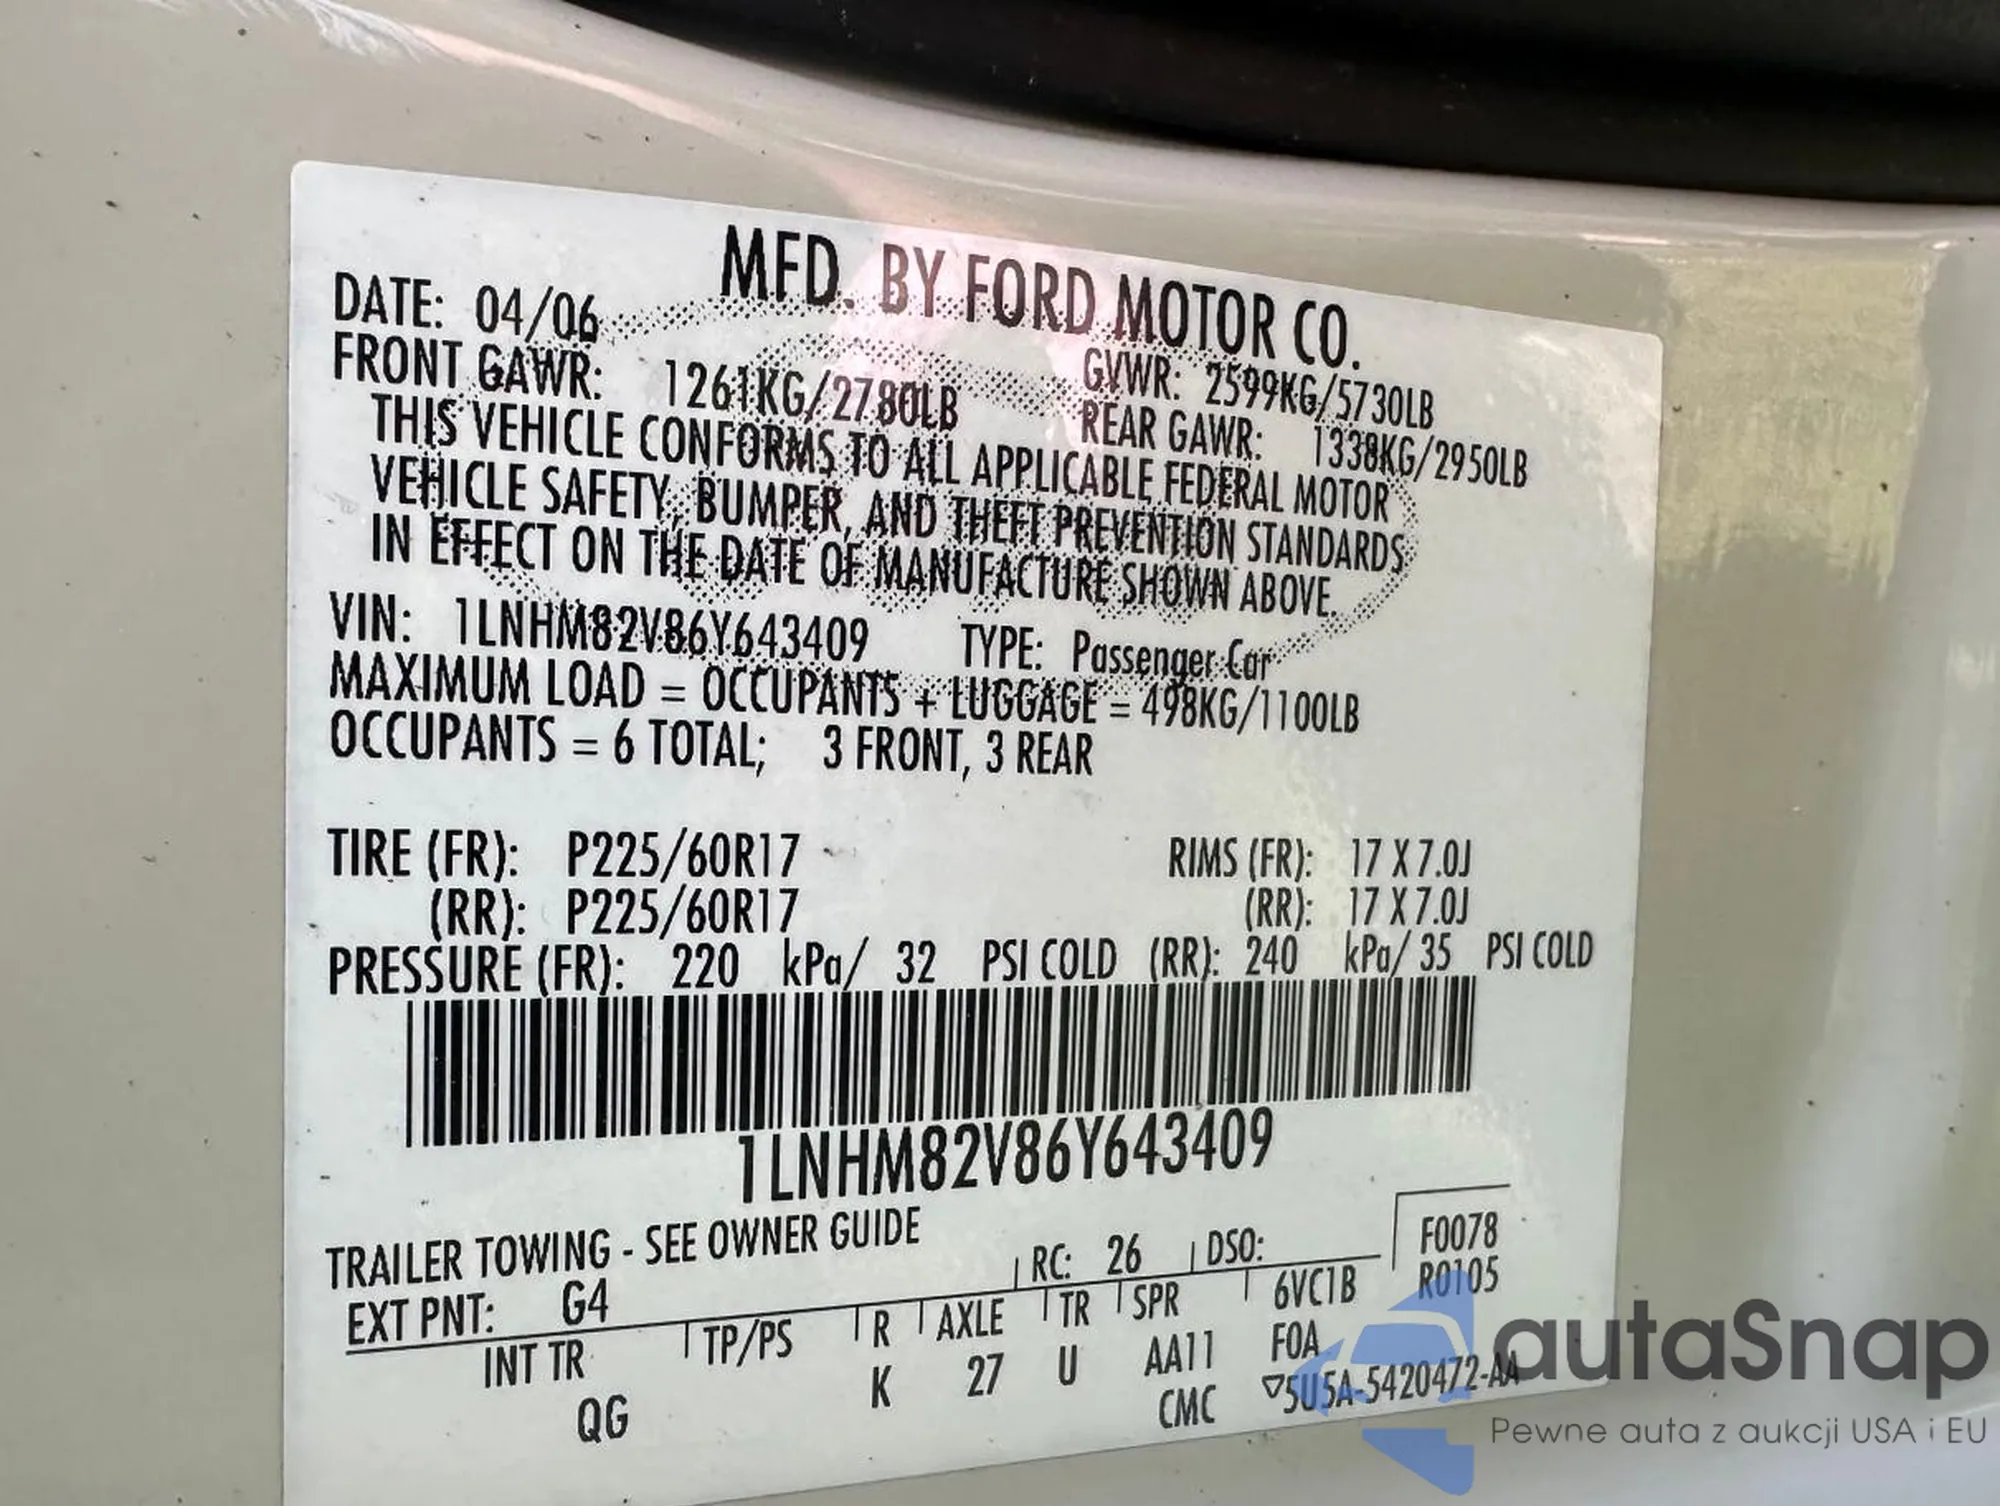 MFD. BY FORD MOTOR CO.
DATE: 04/06
GVWR: 2599KG/5730LB
FRONT GAWR: 1261KG/2780LB
REAR GAWR: 1338KG/2950LB
THIS VEHICLE CONFORMS TO ALL APPLICABLE FEDERAL MOTOR
VEHICLE SAFETY, BUMPER, AND THEFT PREVENTION STANDARDS
IN EFFECT ON THE DATE OF MANUFACTURE SHOWN ABOVE.
VIN: 1LNHM82V86Y643409 TYPE: Passenger Car
MAXIMUM LOAD = OCCUPANTS + LUGGAGE = 498KG/1100LB
OCCUPANTS = 6 TOTAL; 3 FRONT, 3 REAR
TIRE (FR): P225/60R17 RIMS (FR): 17 X 7.0J
(RR): P225/60R17 (RR): 17 X 7.0J
PRESSURE (FR): 220 kPa/ 32 PSI COLD (RR): 240 kPa/ 35 PSI COLD
1LNHM82V86Y643409
TRAILER TOWING - SEE OWNER GUIDE
F0078
EXT PNT: G4 RC: 26 DSO: R0105
INT TR TP/PS R AXLE TR SPR 6VC1B
QG K 27 U AA11 FOA
CMC ▽5U5A-5420472-AA
autaSnap
Pewne auta z aukcji USA i EU